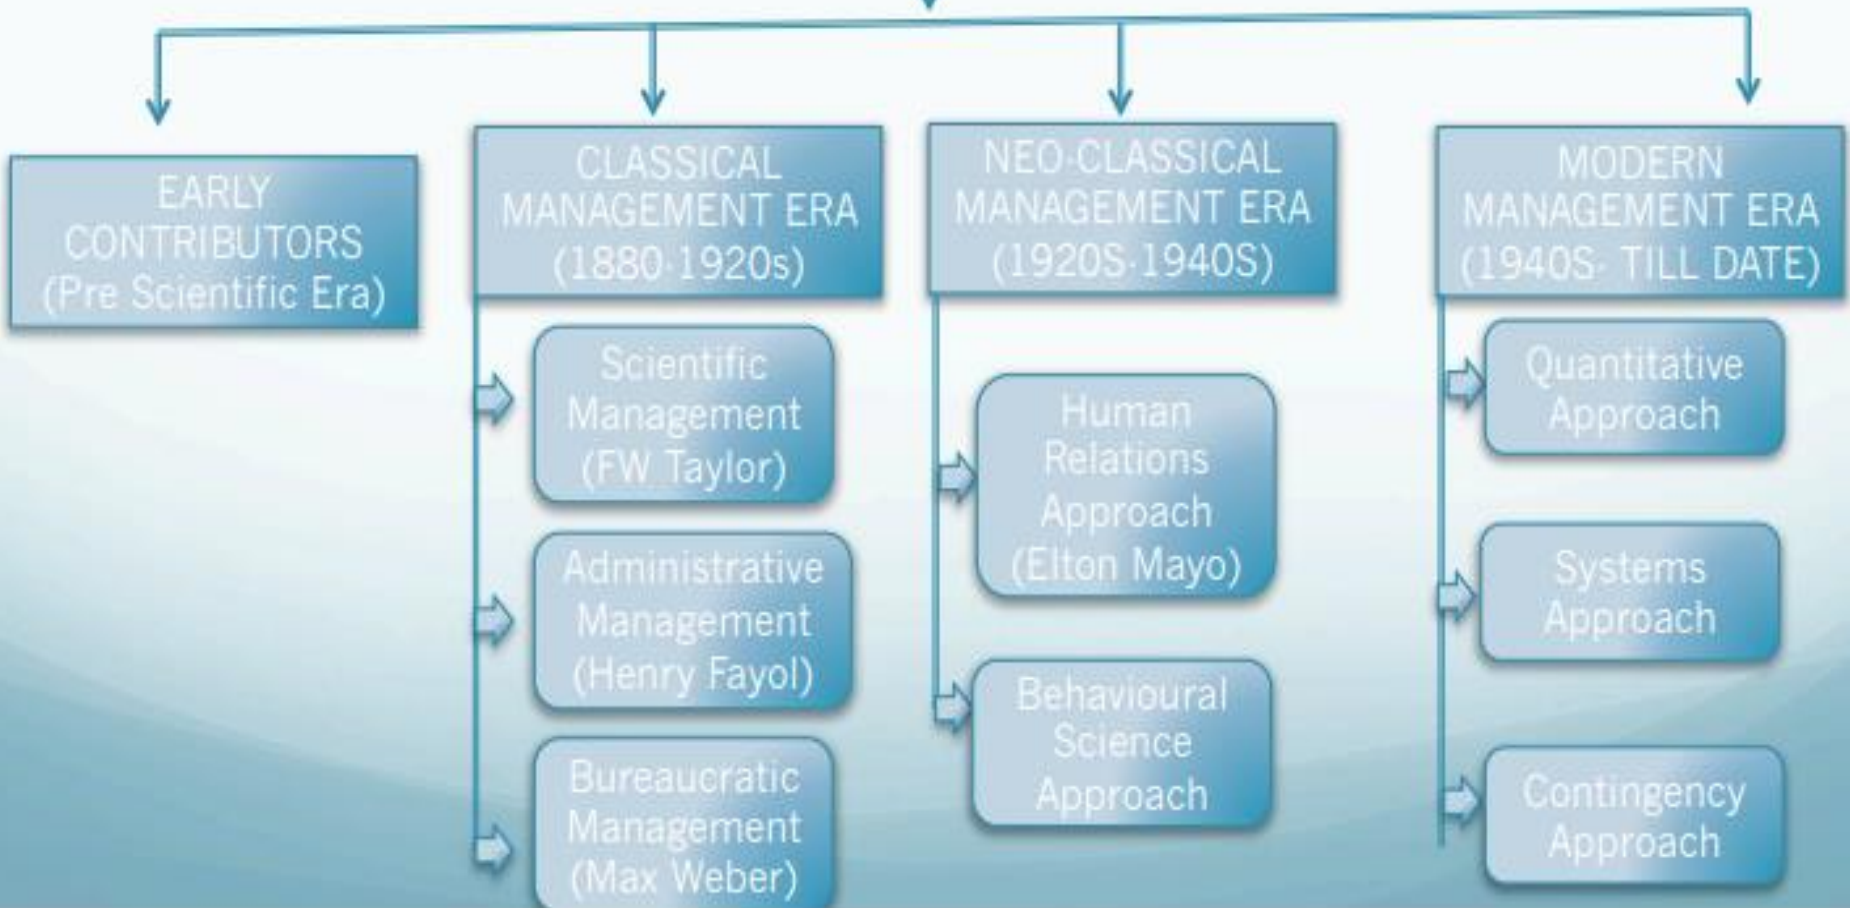 EARLY
CONTRIBUTORS
(Pre Scientific Era)
CLASSICAL
MANAGEMENT ERA
(1880-1920s)
Scientific
Management
(FW Taylor)
Administrative
Management
(Henry Fayol)
Bureaucratic
Management
(Max Weber)
NEO-CLASSICAL
MANAGEMENT ERA
(1920S-1940S)
Human
Relations
Approach
(Elton Mayo)
Behavioural
Science
Approach
MODERN
MANAGEMENT ERA
(1940S- TILL DATE)
Quantitative
Approach
Systems
Approach
Contingency
Approach